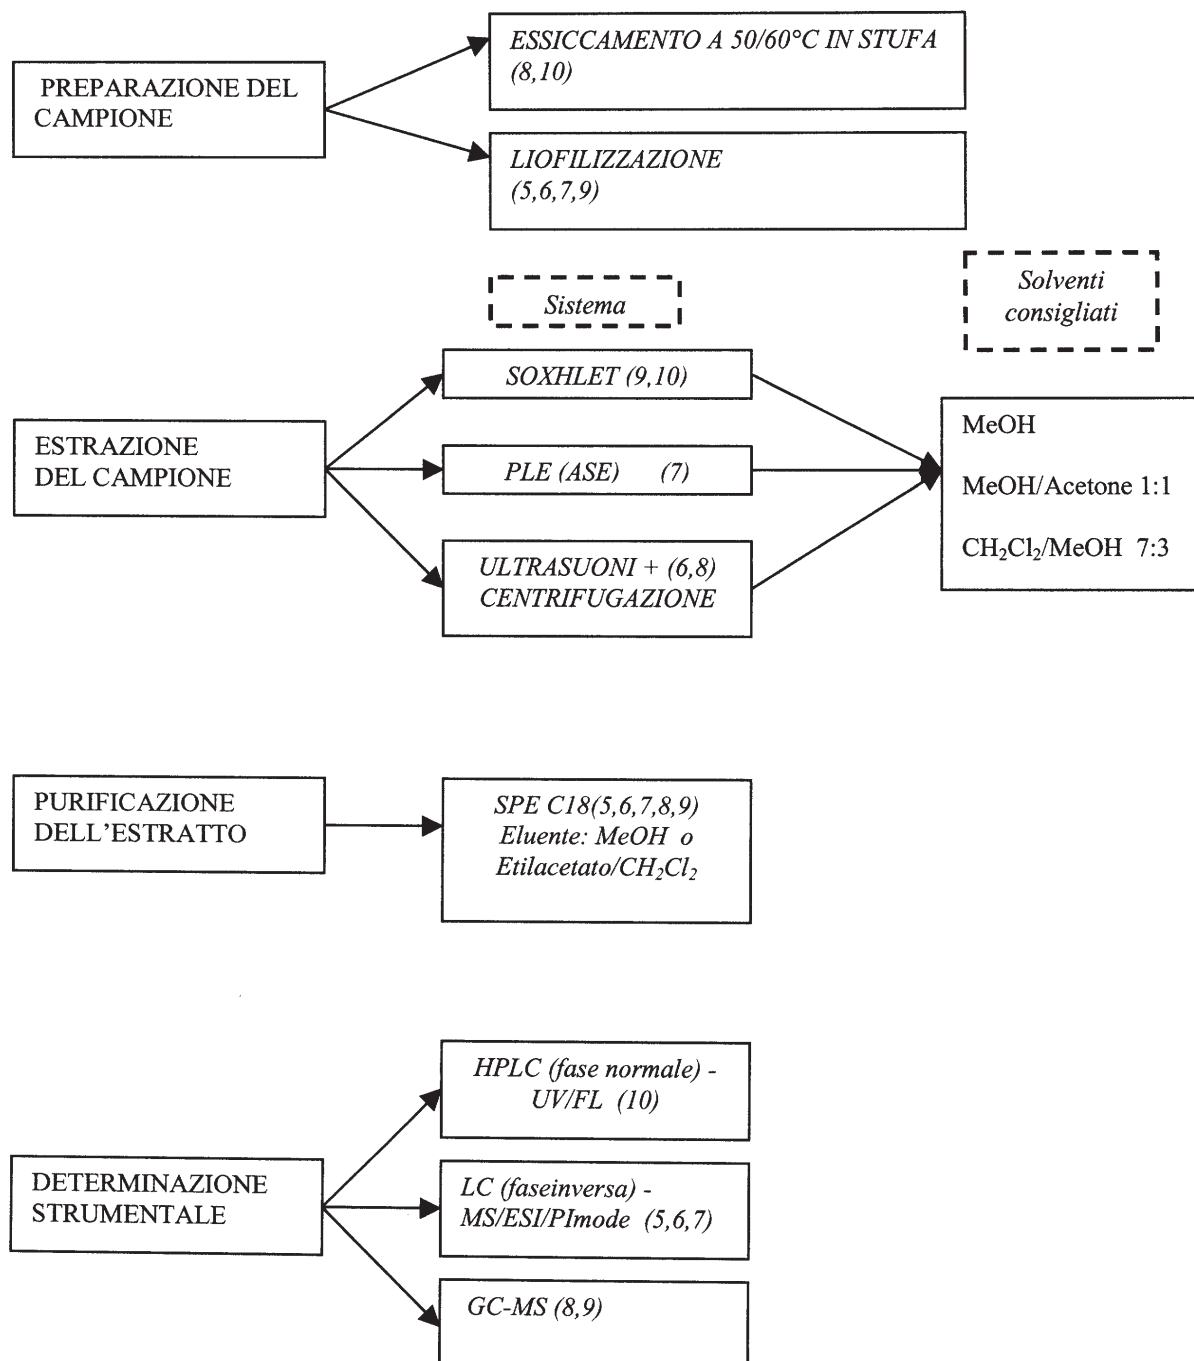 PREPARAZIONE DEL
CAMPIONE
ESSICCAMENTO A 50/60°C IN STUFA
(8,10)
LIOFILIZZAZIONE
(5,6,7,9)
Sistema
Solventi
consigliati
ESTRAZIONE
DEL CAMPIONE
SOXHLET (9,10)
PLE (ASE) (7)
ULTRASUONI + (6,8)
CENTRIFUGAZIONE
MeOH
MeOH/Acetone 1:1
CH₂Cl₂/MeOH 7:3
PURIFICAZIONE
DELL'ESTRATTO
SPE C18(5,6,7,8,9)
Eluente: MeOH o
Etilacetato/CH₂Cl₂
DETERMINAZIONE
STRUMENTALE
HPLC (fase normale) -
UV/FL (10)
LC (faseinversa) -
MS/ESI/PImode (5,6,7)
GC-MS (8,9)